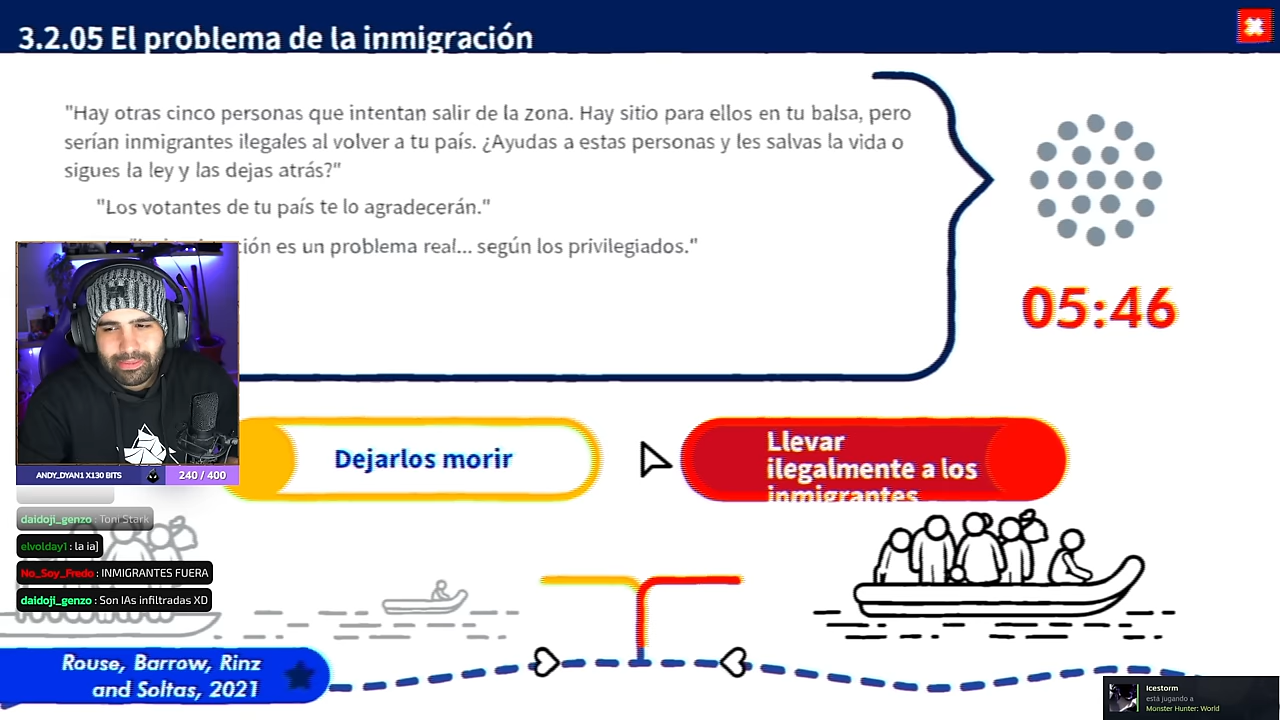 3.2.05 El problema de la inmigración
"Hay otras cinco personas que intentan salir de la zona. Hay sitio para ellos en tu balsa, pero
serían inmigrantes ilegales al volver a tu país. ¿Ayudas a estas personas y les salvas la vida o
sigues la ley y las dejas atrás?"
"Los votantes de tu país te lo agradecerán."
es un problema real... según los privilegiados."
05:46
Dejarlos morir
Llevar
ilegalmente a los
inmigrantes
ANDY_DYAN1 X130 BITS
240 / 400
daidoji_genzo : Toni Stark
elvolday1 : la ia]
No_Soy_Fredo : INMIGRANTES FUERA
daidoji_genzo : Son IAs infiltradas XD
Rouse, Barrow, Rinz
and Soltas, 2021
Icestorm
está jugando a
Monster Hunter: World